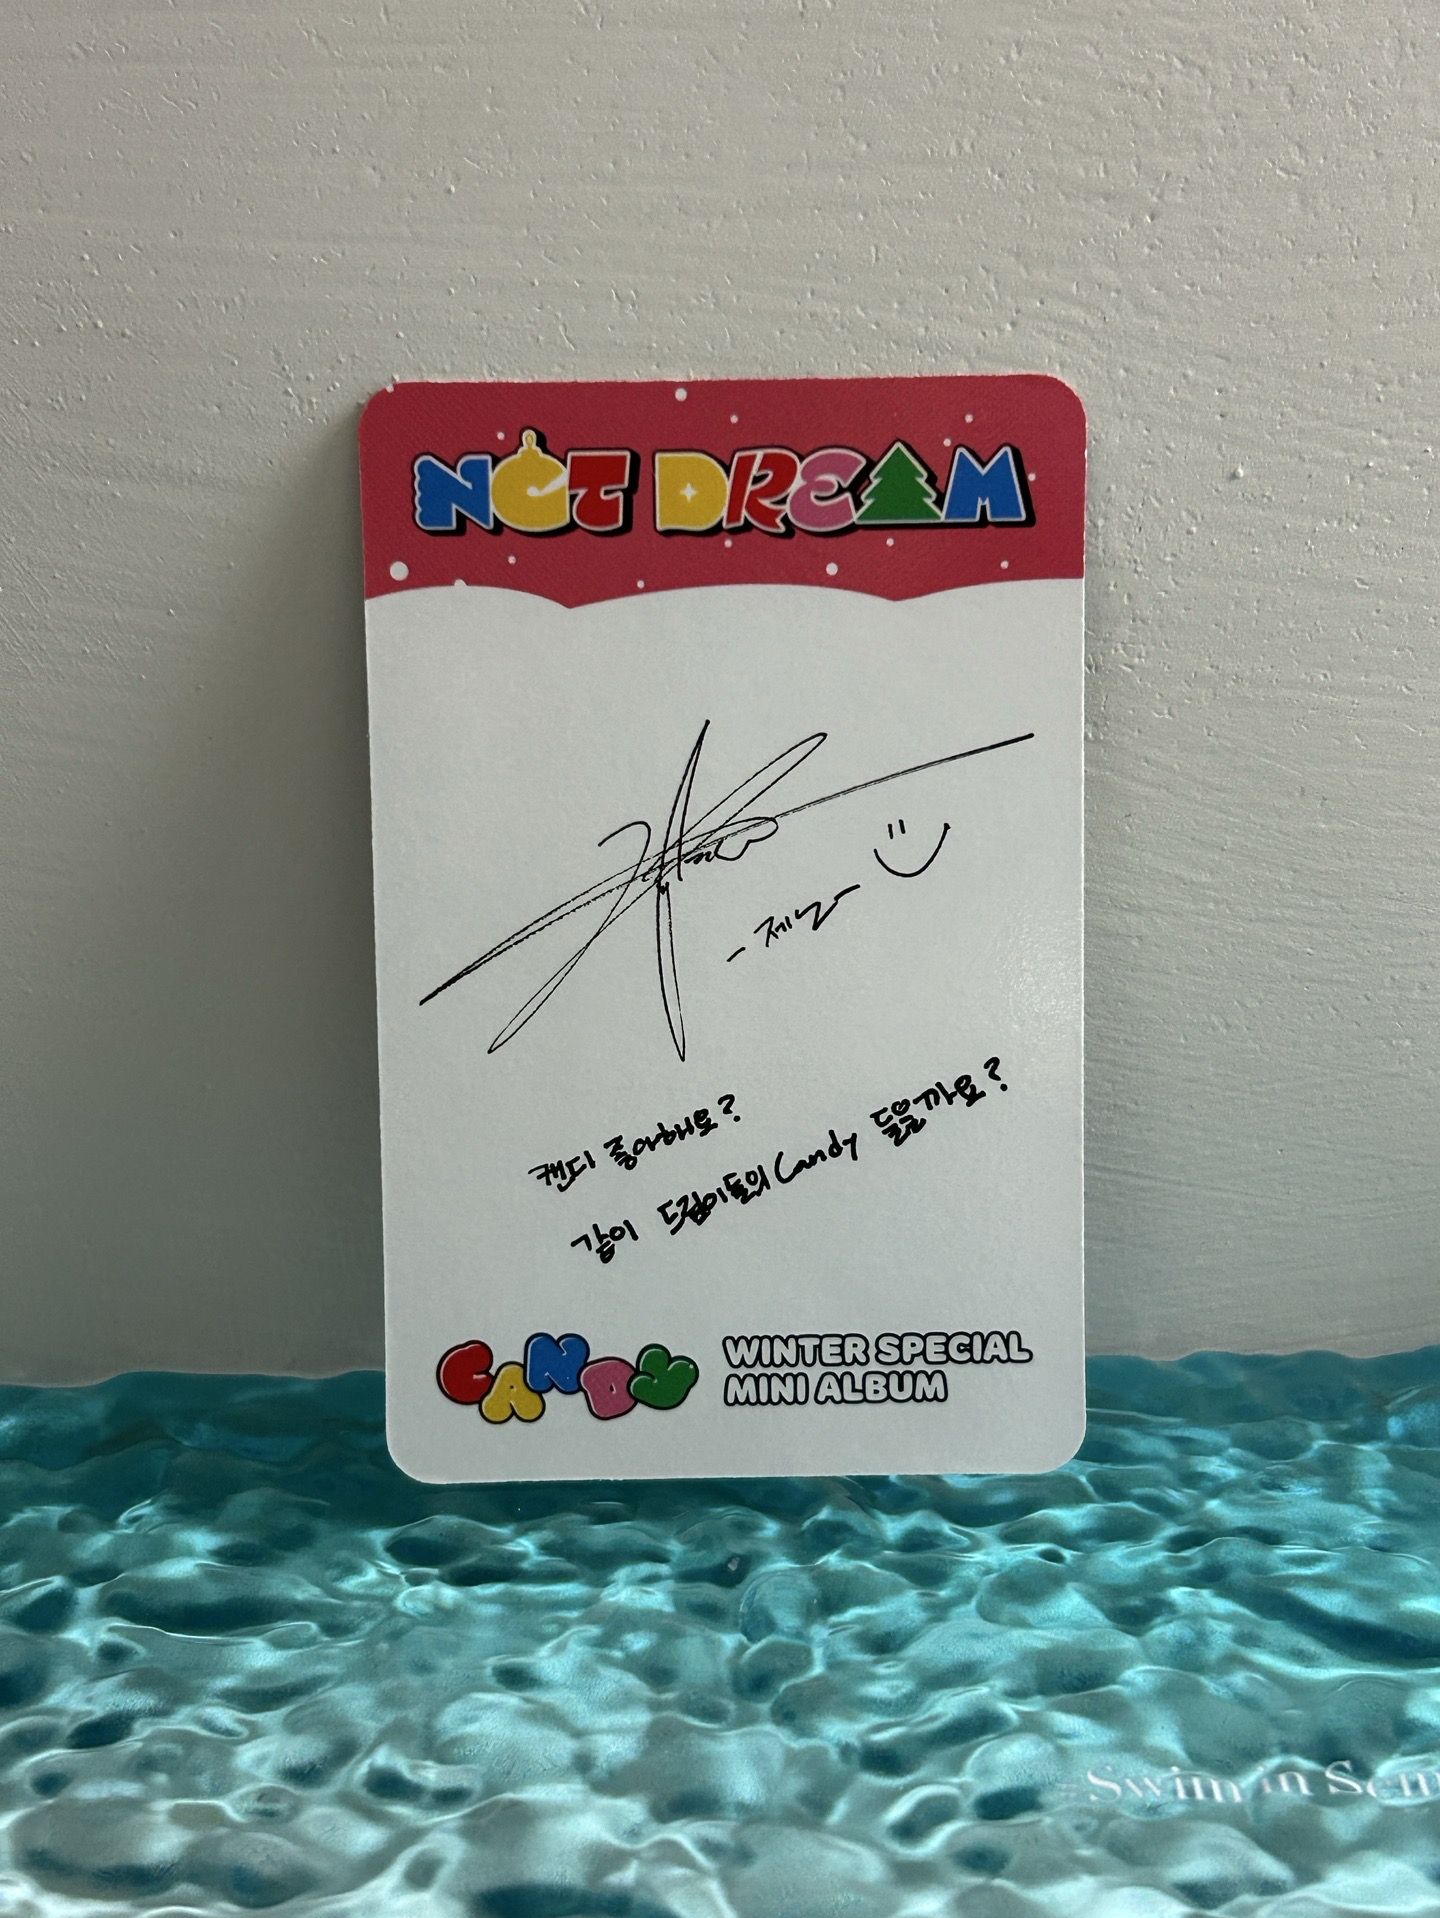 NCT DREAM
-제노-
캔디 좋아해요?
같이 드림이들의 Candy 들을까요?
CANDY
WINTER SPECIAL
MINI ALBUM
Swim in